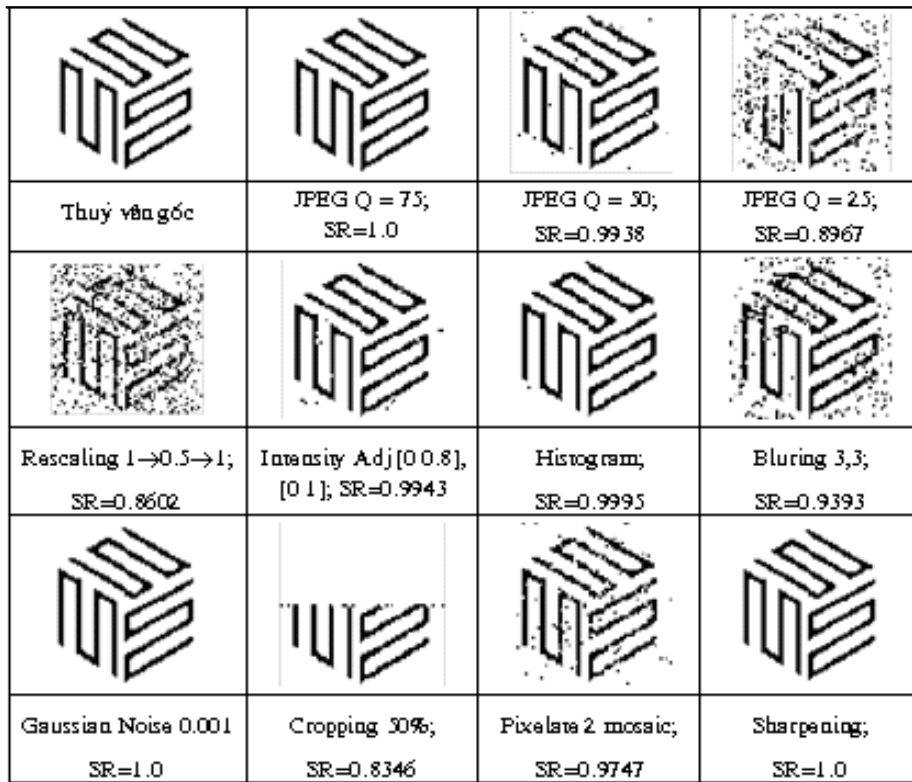 Thuỷ vân gốc
JPEG Q = 75;
SR=1.0
JPEG Q = 50;
SR=0.9938
JPEG Q = 25;
SR=0.8967
Rescaling 1→0.5→1;
SR=0.8602
Intensity Adj [0 0.8],
[0 1]; SR=0.9943
Histogram;
SR=0.9995
Bluring 3,3;
SR=0.9393
Gaussian Noise 0.001
SR=1.0
Cropping 50%;
SR=0.8346
Pixelate 2 mosaic;
SR=0.9747
Sharpening;
SR=1.0